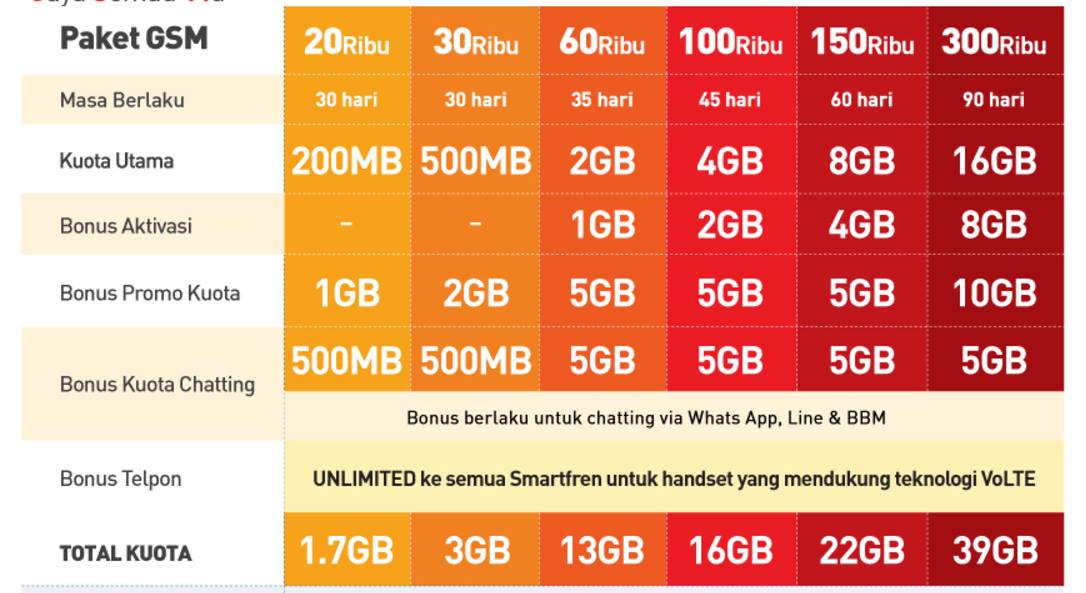 Paket GSM 20Ribu 30Ribu 60Ribu 100Ribu 150Ribu 300Ribu
Masa Berlaku 30 hari 30 hari 35 hari 45 hari 60 hari 90 hari
Kuota Utama 200MB 500MB 2GB 4GB 8GB 16GB
Bonus Aktivasi – – 1GB 2GB 4GB 8GB
Bonus Promo Kuota 1GB 2GB 5GB 5GB 5GB 10GB
Bonus Kuota Chatting 500MB 500MB 5GB 5GB 5GB 5GB
Bonus berlaku untuk chatting via Whats App, Line & BBM
Bonus Telpon UNLIMITED ke semua Smartfren untuk handset yang mendukung teknologi VoLTE
TOTAL KUOTA 1.7GB 3GB 13GB 16GB 22GB 39GB